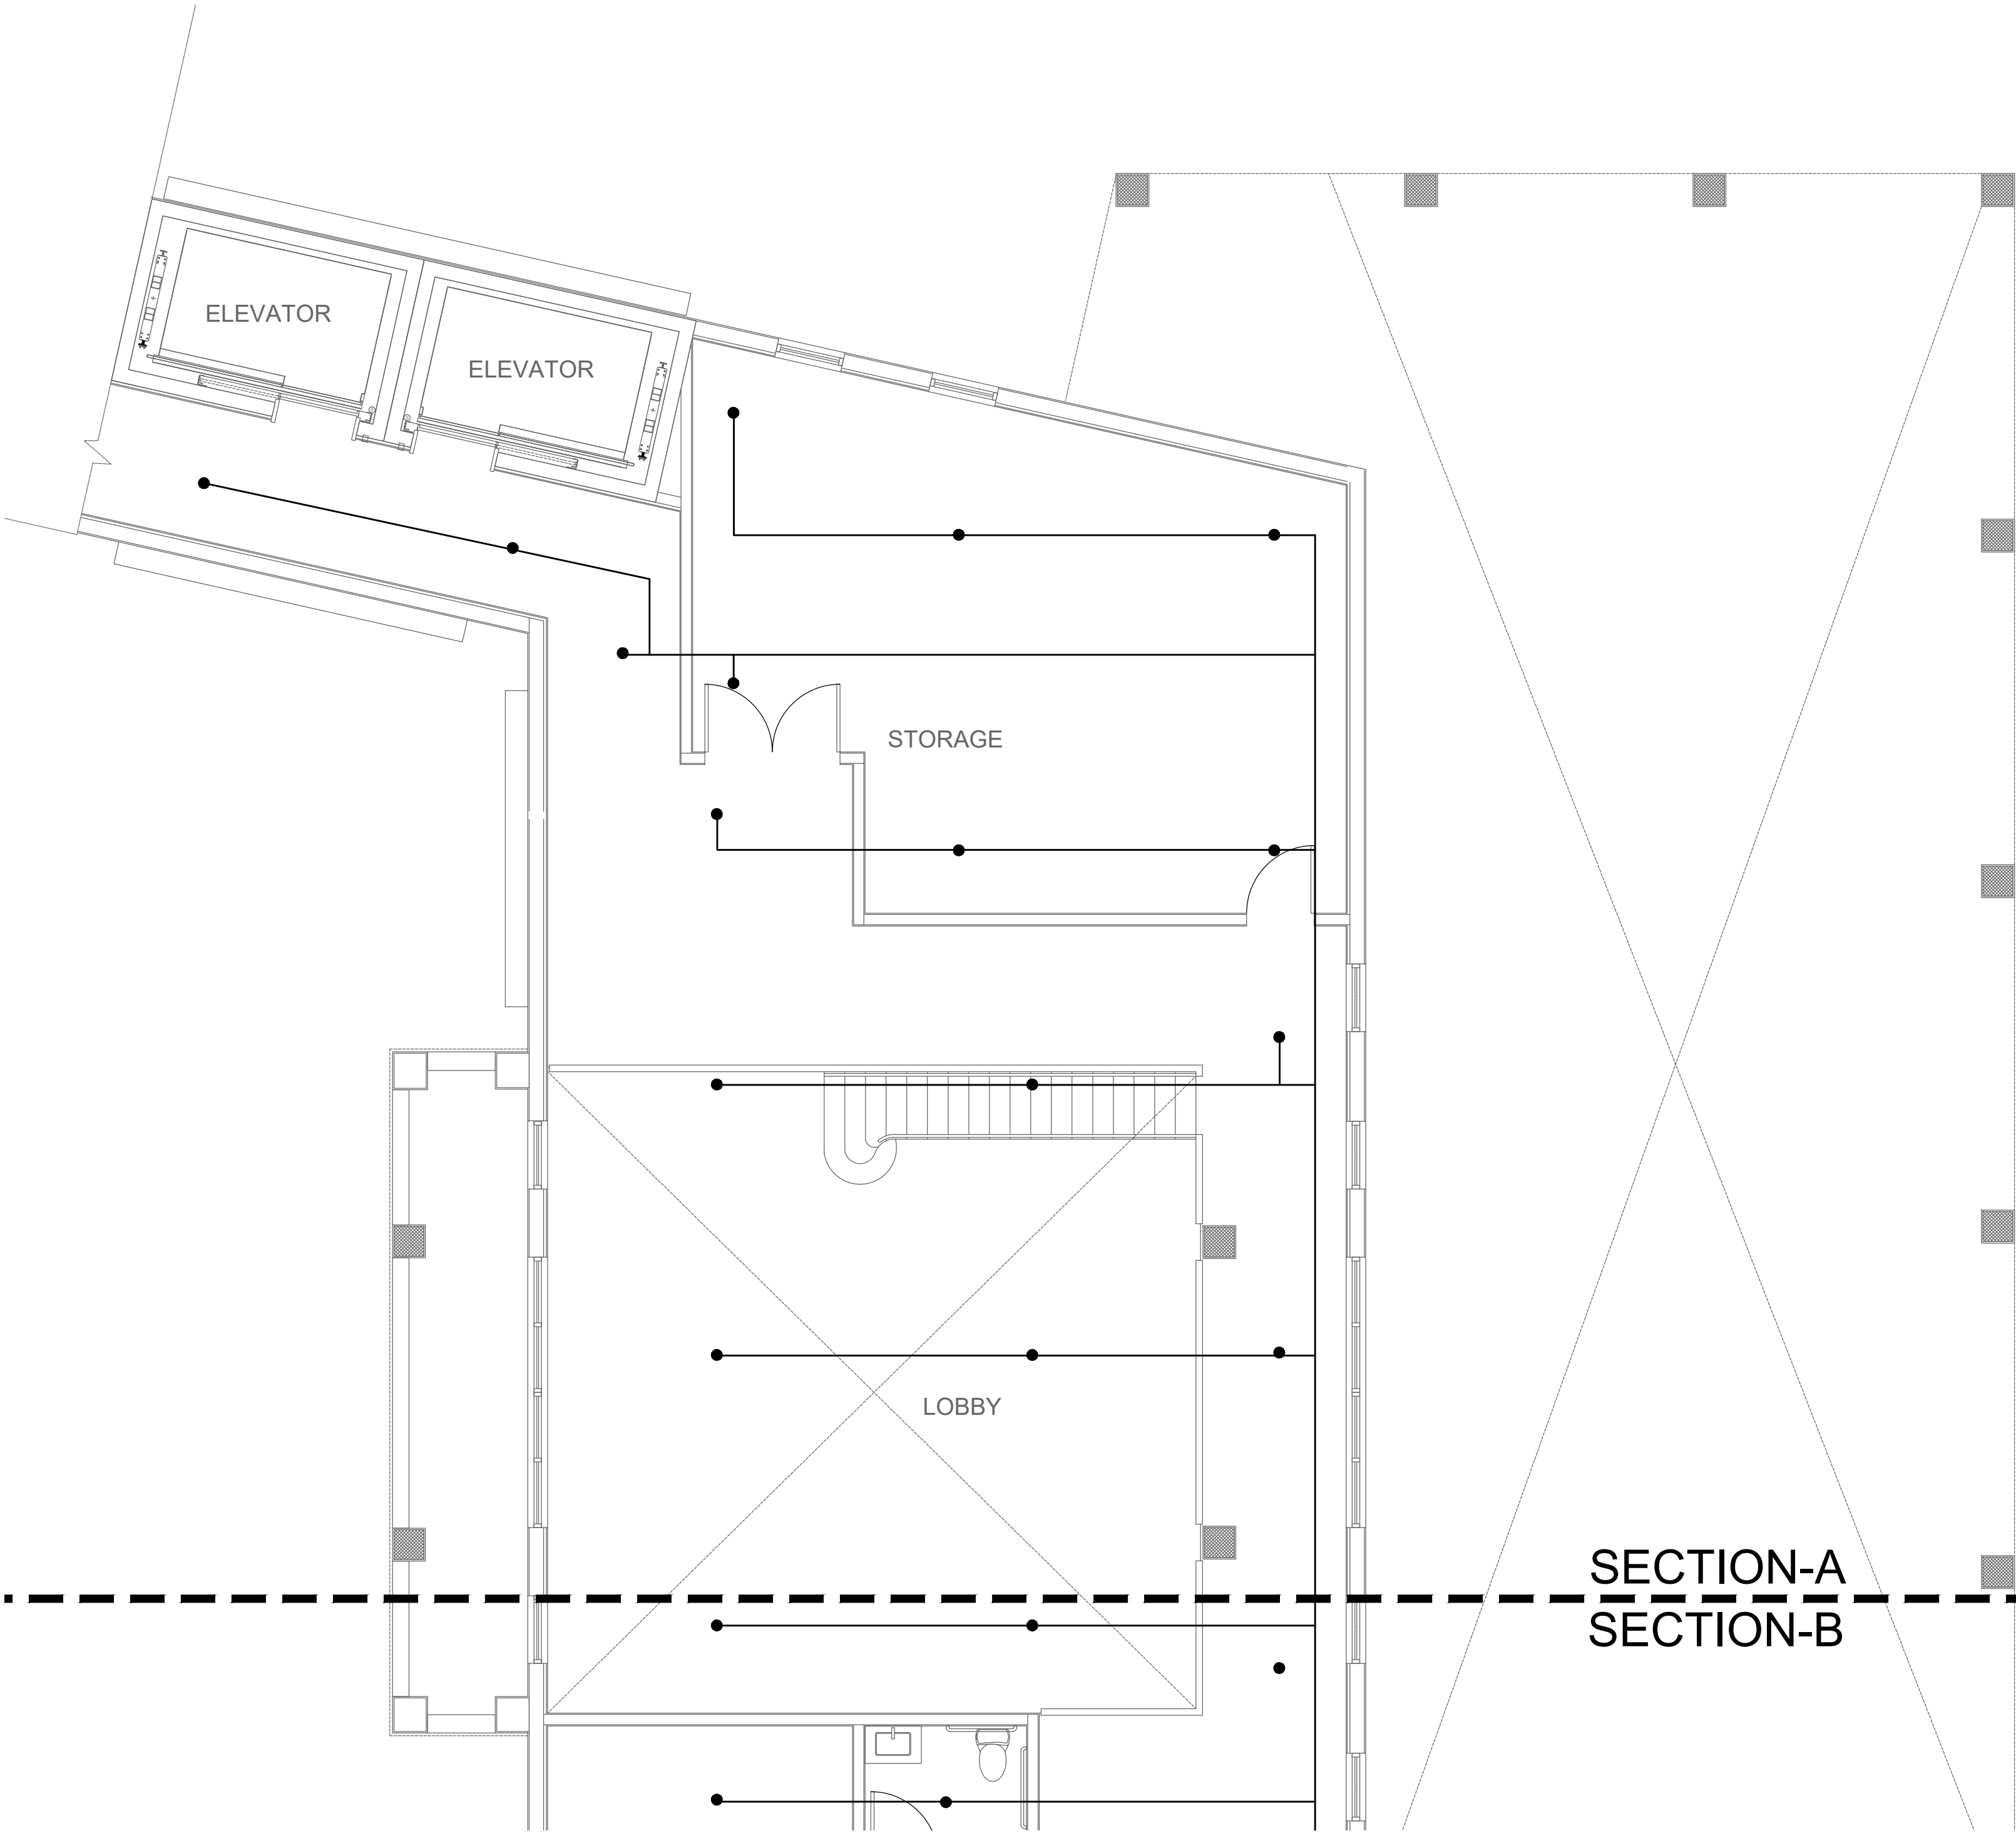 ELEVATOR
ELEVATOR
STORAGE
LOBBY
SECTION-A
SECTION-B